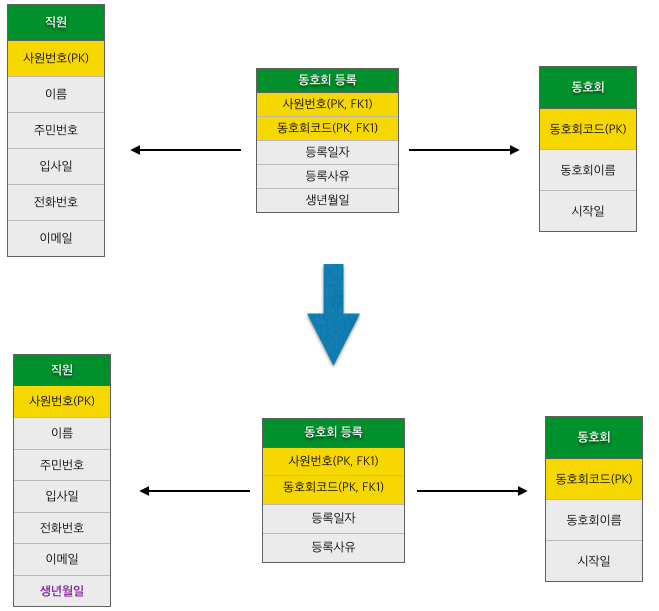 직원
사원번호(PK)
이름
주민번호
입사일
전화번호
이메일
동호회 등록
사원번호(PK, FK1)
동호회코드(PK, FK1)
등록일자
등록사유
생년월일
동호회
동호회코드(PK)
동호회이름
시작일
직원
사원번호(PK)
이름
주민번호
입사일
전화번호
이메일
생년월일
동호회 등록
사원번호(PK, FK1)
동호회코드(PK, FK1)
등록일자
등록사유
동호회
동호회코드(PK)
동호회이름
시작일